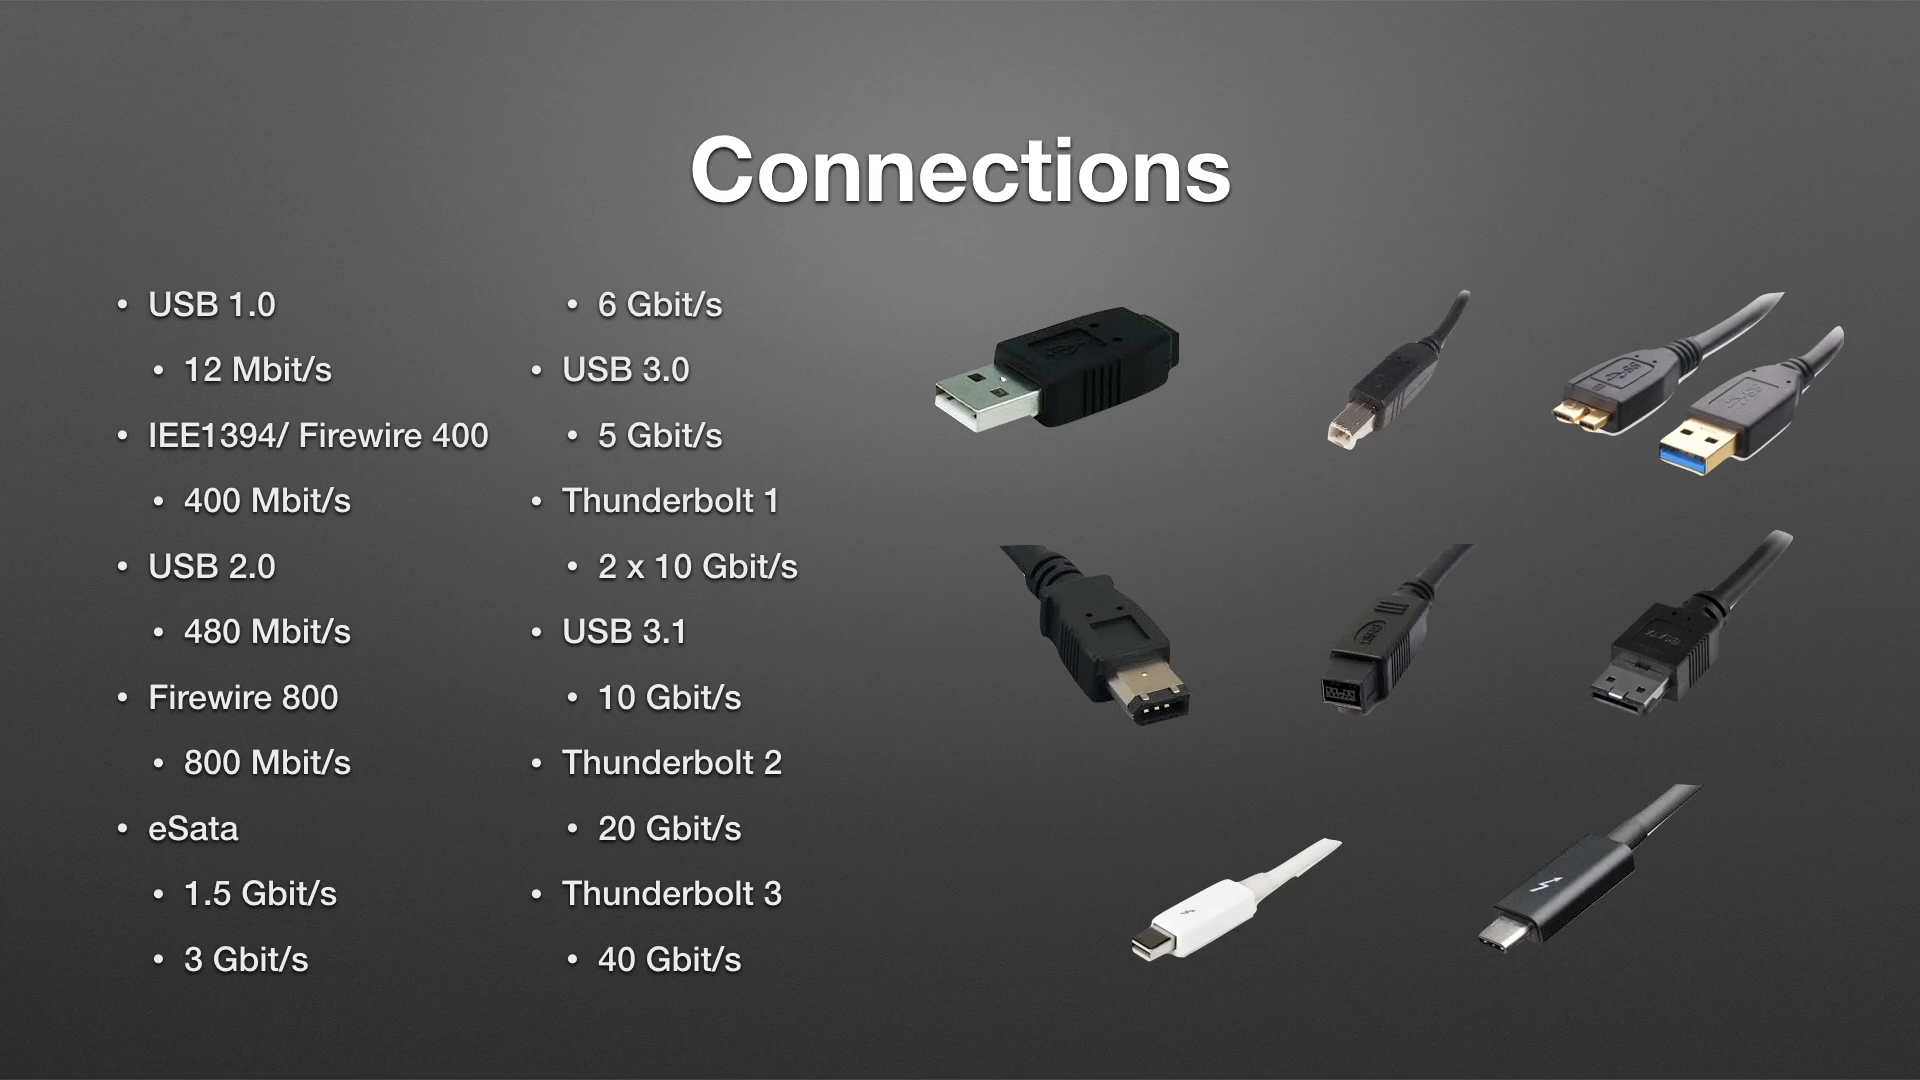 Connections
• USB 1.0
• 12 Mbit/s
• IEE1394/ Firewire 400
• 400 Mbit/s
• USB 2.0
• 480 Mbit/s
• Firewire 800
• 800 Mbit/s
• eSata
• 1.5 Gbit/s
• 3 Gbit/s
• 6 Gbit/s
• USB 3.0
• 5 Gbit/s
• Thunderbolt 1
• 2 x 10 Gbit/s
• USB 3.1
• 10 Gbit/s
• Thunderbolt 2
• 20 Gbit/s
• Thunderbolt 3
• 40 Gbit/s